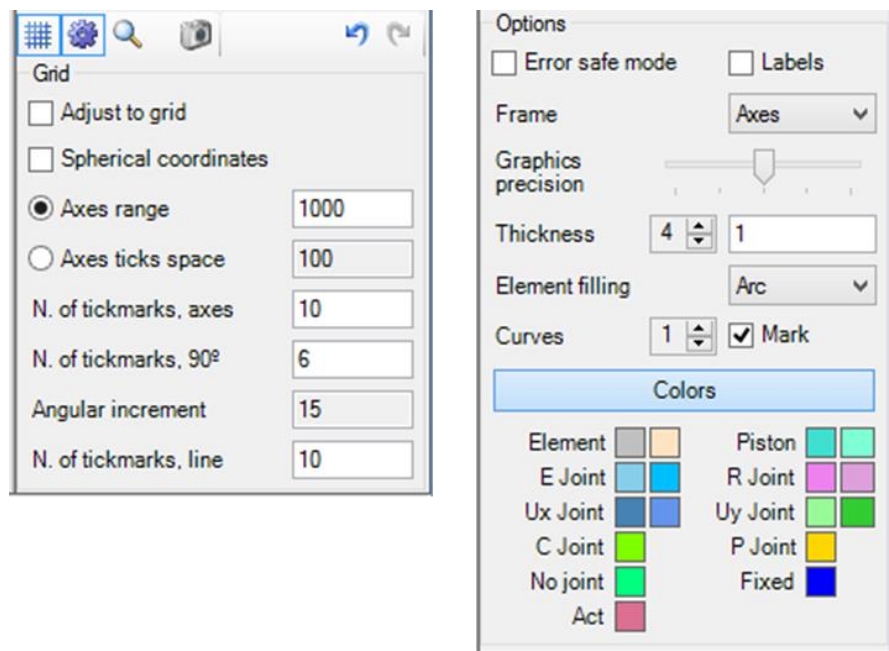 Grid
Adjust to grid
Spherical coordinates
Axes range 1000
Axes ticks space 100
N. of tickmarks, axes 10
N. of tickmarks, 90º 6
Angular increment 15
N. of tickmarks, line 10
Options
Error safe mode Labels
Frame Axes
Graphics
precision
Thickness 4 1
Element filling Arc
Curves 1 Mark
Colors
Element Piston
E Joint R Joint
Ux Joint Uy Joint
C Joint P Joint
No joint Fixed
Act